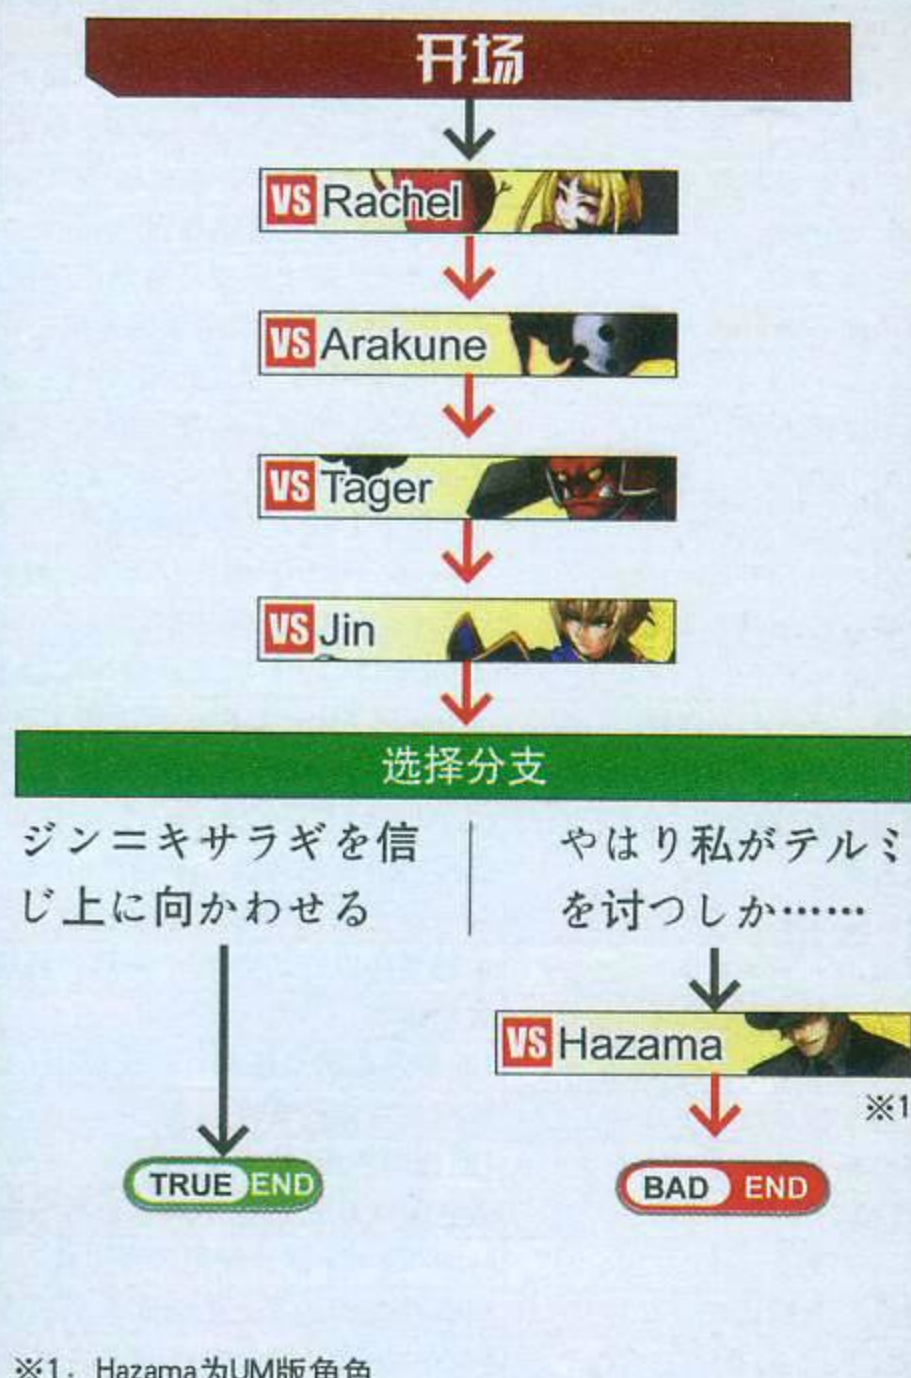 开场
VS Rachel
VS Arakune
VS Tager
VS Jin
选择分支
ジン＝キサラギを信
じ上に向かわせる
やはり私がテルミ
を讨つしか……
VS Hazama
※1
TRUE END
BAD END
※1：Hazama为UM版角色